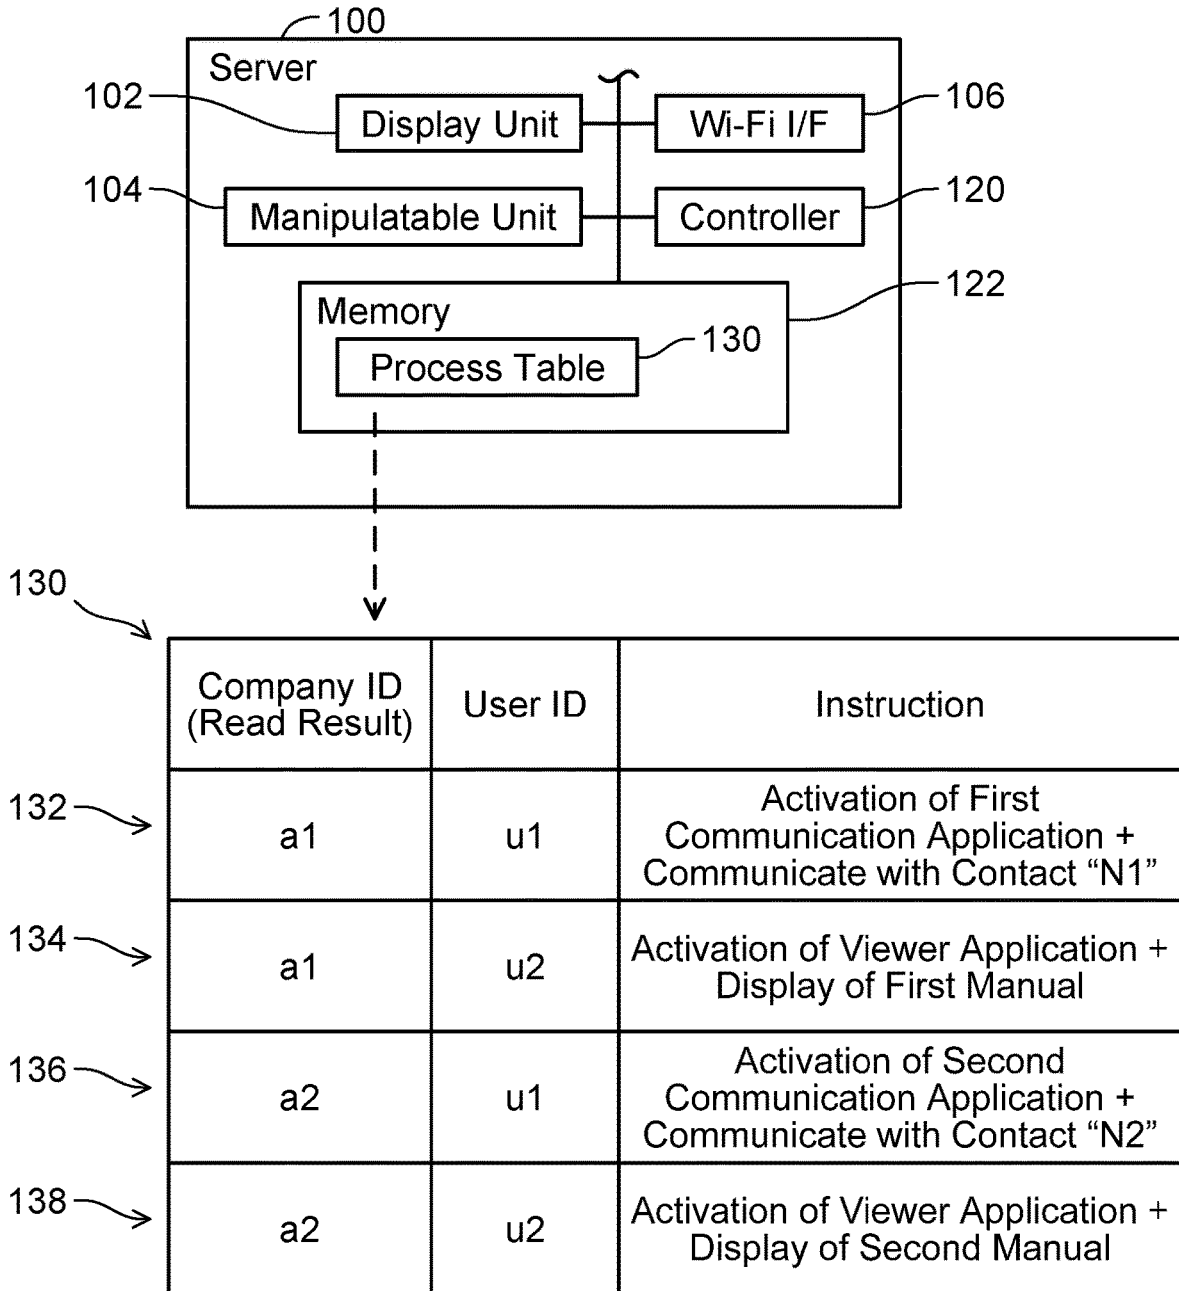 100
Server
102
Display Unit
Wi-Fi I/F
106
104
Manipulatable Unit
Controller
120
122
Memory
Process Table
130
130
Company ID
(Read Result)
User ID
Instruction
132
a1
u1
Activation of First
Communication Application +
Communicate with Contact “N1”
134
a1
u2
Activation of Viewer Application +
Display of First Manual
136
a2
u1
Activation of Second
Communication Application +
Communicate with Contact “N2”
138
a2
u2
Activation of Viewer Application +
Display of Second Manual